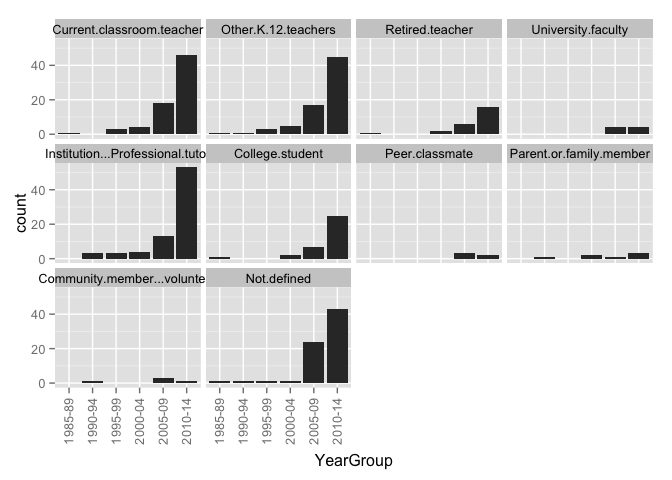 Current.classroom.teacher
Other.K.12.teachers
Retired.teacher
University.faculty
40
20
0
Institution...Professional.tuto
College.student
Peer.classmate
Parent.or.family.member
40
20
0
Community.member...volunte
Not.defined
40
20
0
count
1985-89
1990-94
1995-99
2000-04
2005-09
2010-14
1985-89
1990-94
1995-99
2000-04
2005-09
2010-14
YearGroup